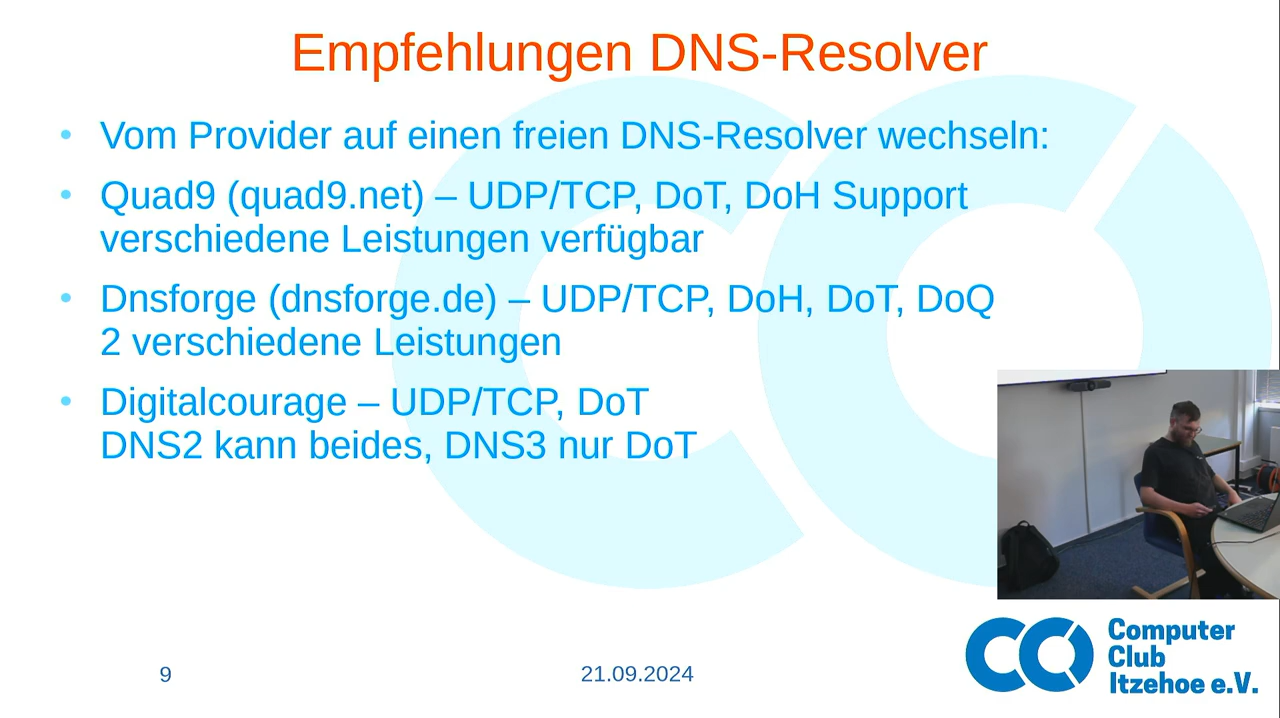 Empfehlungen DNS-Resolver
• Vom Provider auf einen freien DNS-Resolver wechseln:
• Quad9 (quad9.net) – UDP/TCP, DoT, DoH Support
verschiedene Leistungen verfügbar
• Dnsforge (dnsforge.de) – UDP/TCP, DoH, DoT, DoQ
2 verschiedene Leistungen
• Digitalcourage – UDP/TCP, DoT
DNS2 kann beides, DNS3 nur DoT
9
21.09.2024
Computer
Club
Itzehoe e.V.